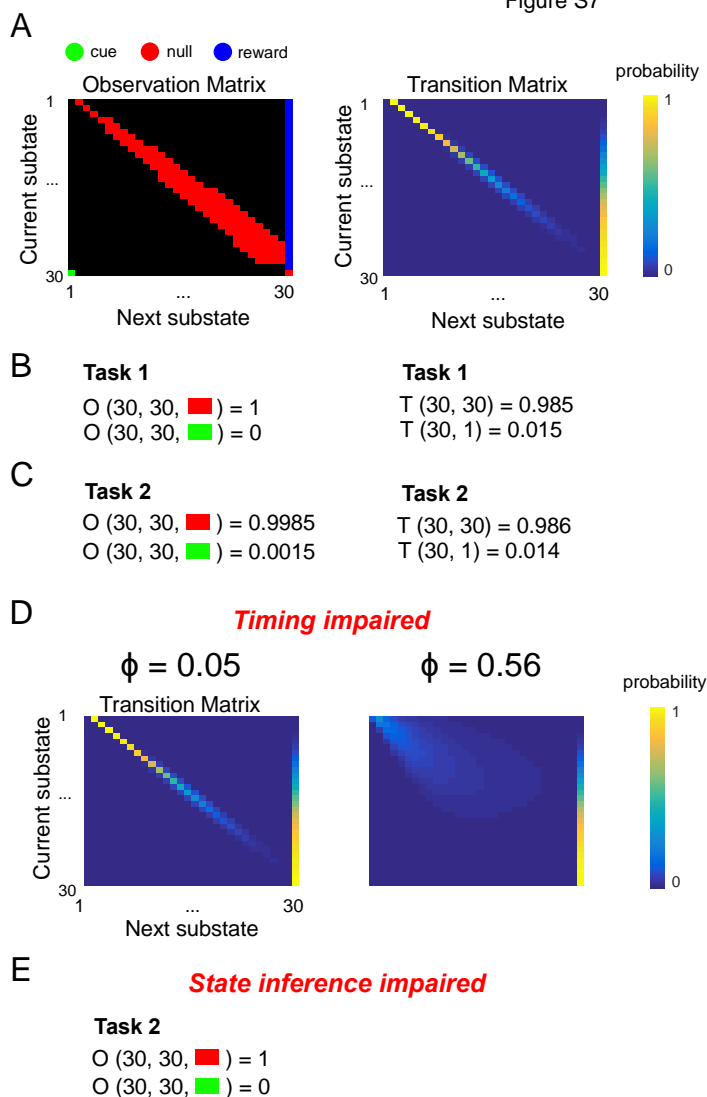 Figure S7
A
cue null reward
Observation Matrix
Transition Matrix
probability
1
0
Current substate
1
...
30
1 ... 30
Next substate
Current substate
1
...
30
1 ... 30
Next substate
B
Task 1
O (30, 30, ) = 1
O (30, 30, ) = 0
Task 1
T (30, 30) = 0.985
T (30, 1) = 0.015
C
Task 2
O (30, 30, ) = 0.9985
O (30, 30, ) = 0.0015
Task 2
T (30, 30) = 0.986
T (30, 1) = 0.014
D
Timing impaired
ϕ = 0.05
ϕ = 0.56
Transition Matrix
probability
1
0
Current substate
1
...
30
1 ... 30
Next substate
E
State inference impaired
Task 2
O (30, 30, ) = 1
O (30, 30, ) = 0